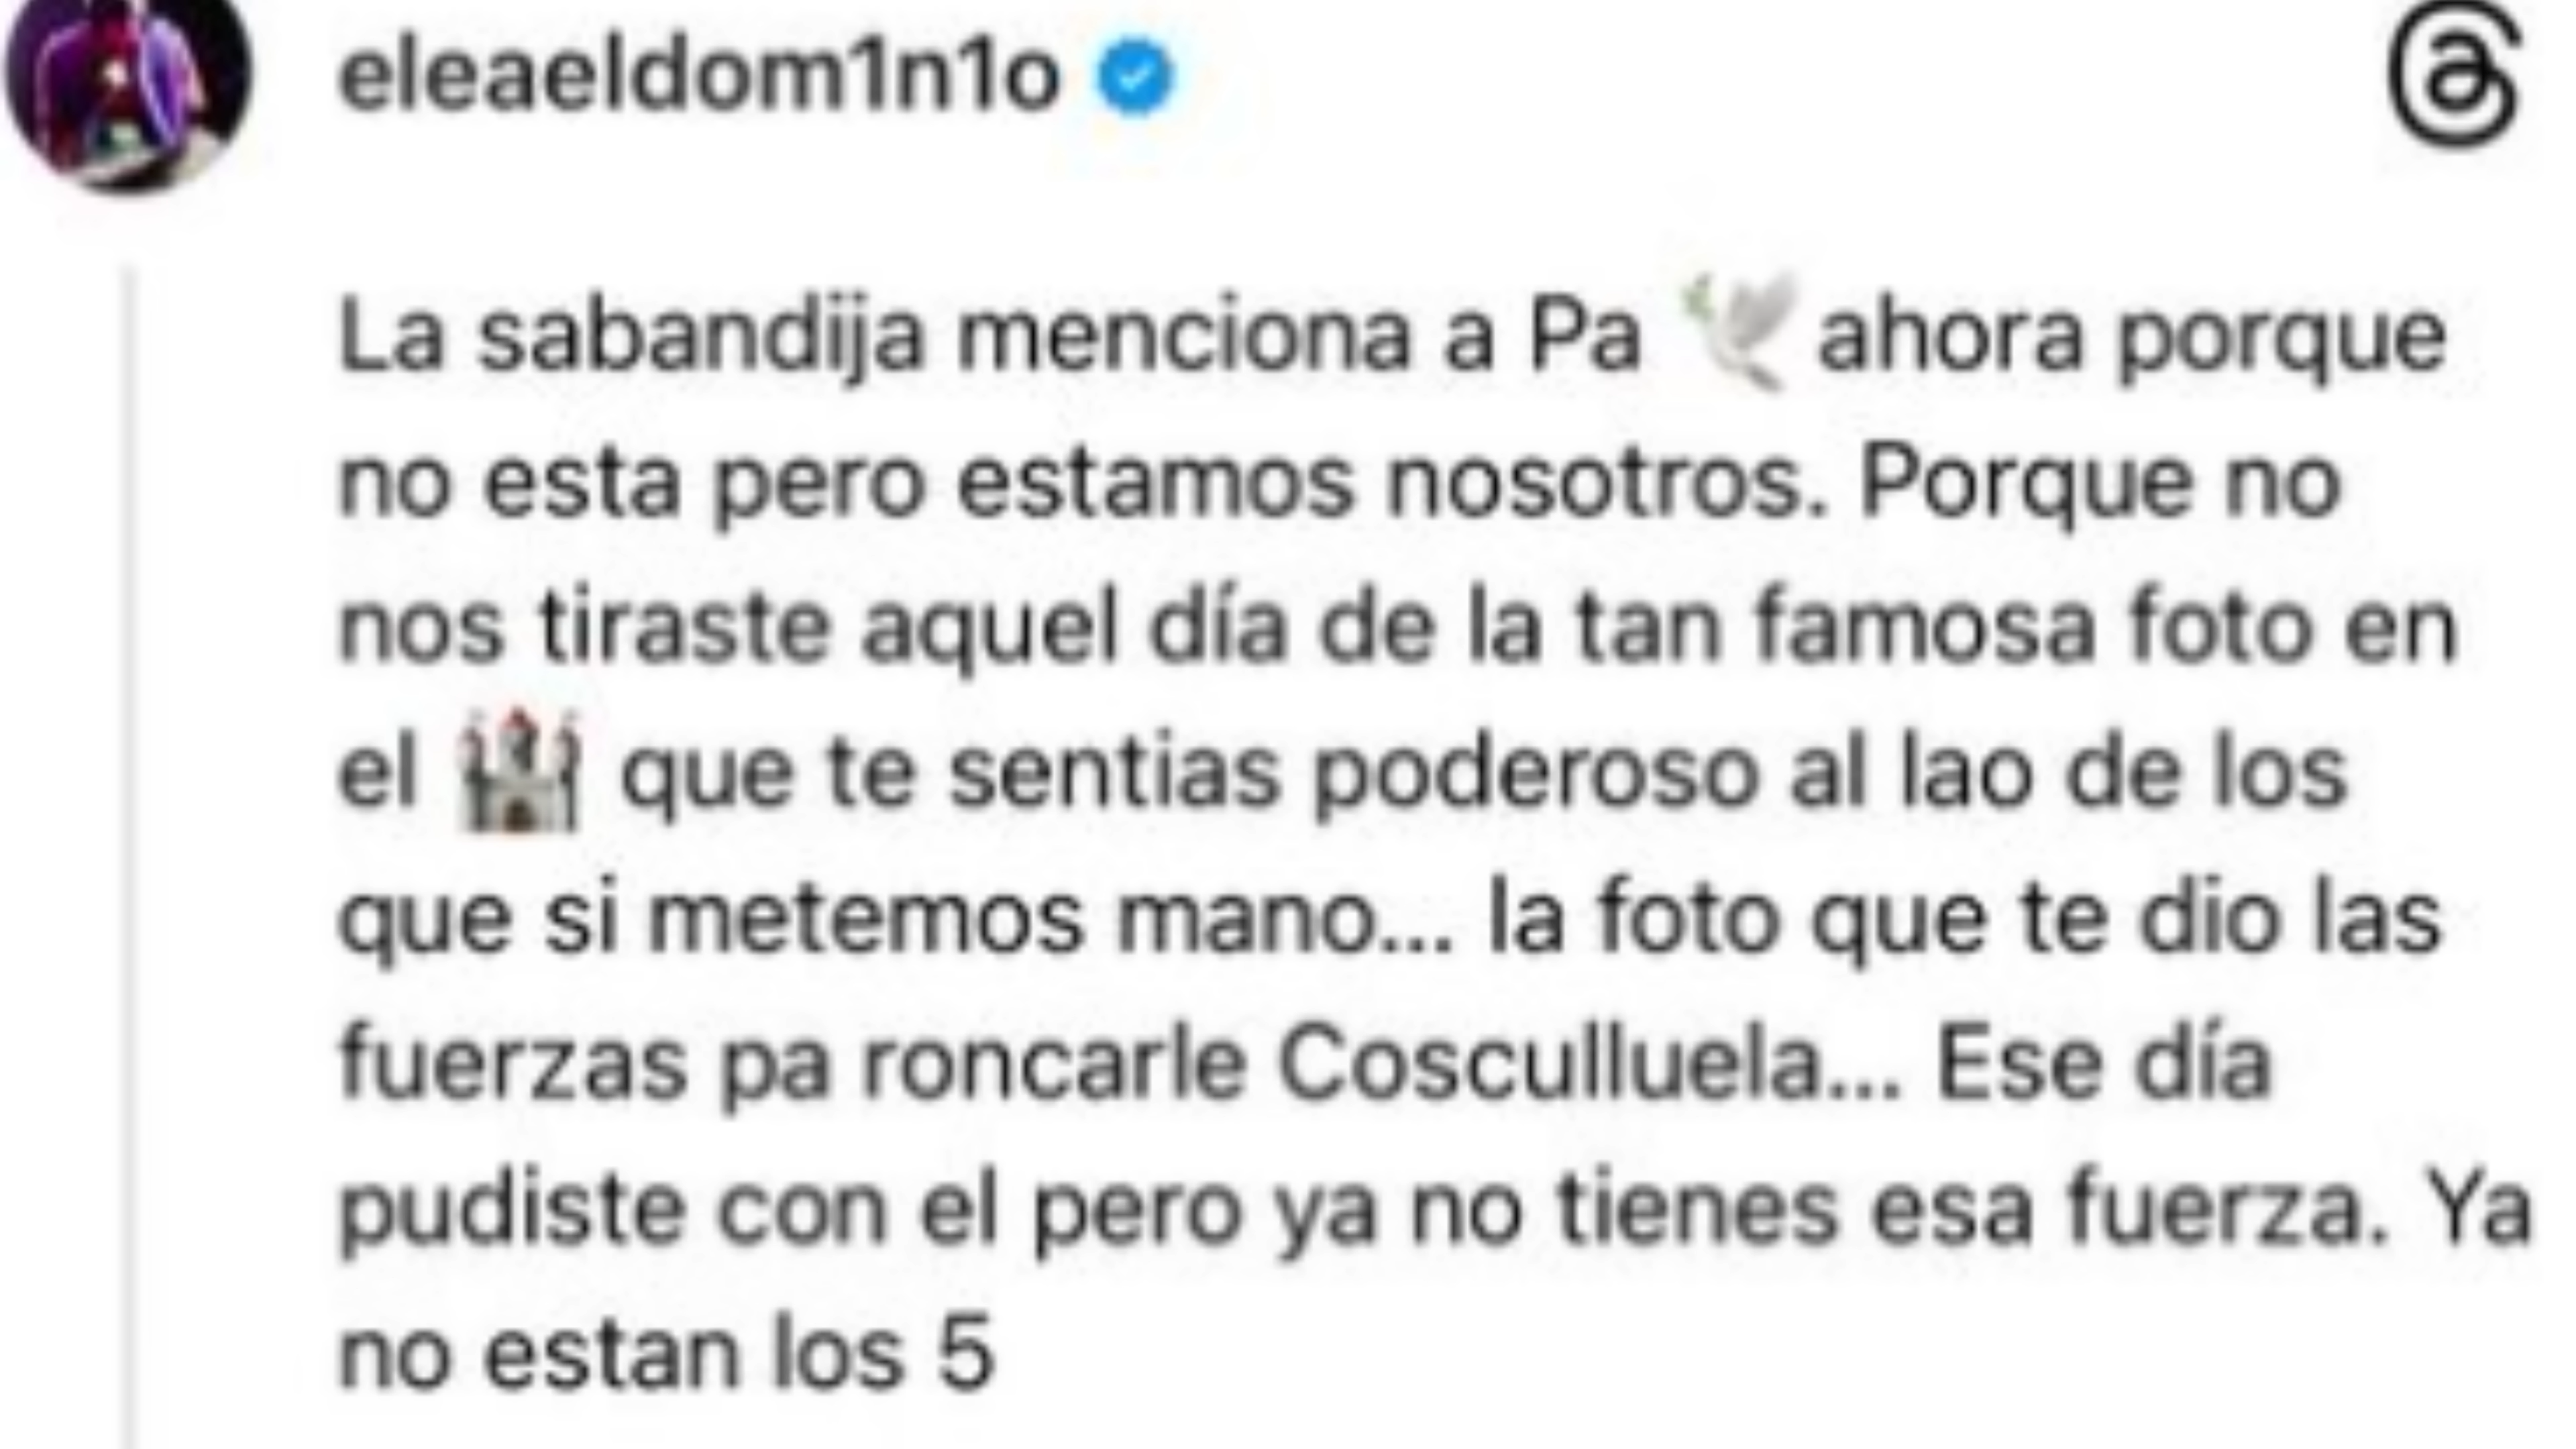 eleaeldom1n1o
La sabandija menciona a Pa 🕊️ ahora porque
no esta pero estamos nosotros. Porque no
nos tiraste aquel día de la tan famosa foto en
el 🏰 que te sentias poderoso al lao de los
que si metemos mano... la foto que te dio las
fuerzas pa roncarle Cosculluela... Ese día
pudiste con el pero ya no tienes esa fuerza. Ya
no estan los 5